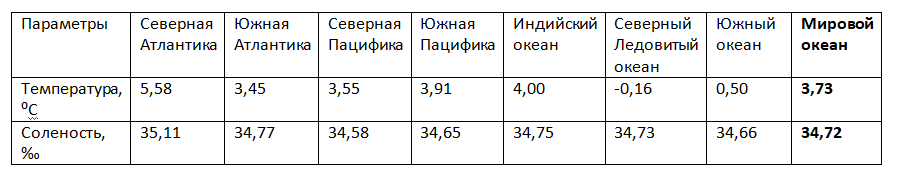 Параметры Северная Атлантика Южная Атлантика Северная Пацифика Южная Пацифика Индийский океан Северный Ледовитый океан Южный океан Мировой океан
Температура, ⁰С 5,58 3,45 3,55 3,91 4,00 -0,16 0,50 3,73
Соленость, ‰ 35,11 34,77 34,58 34,65 34,75 34,73 34,66 34,72